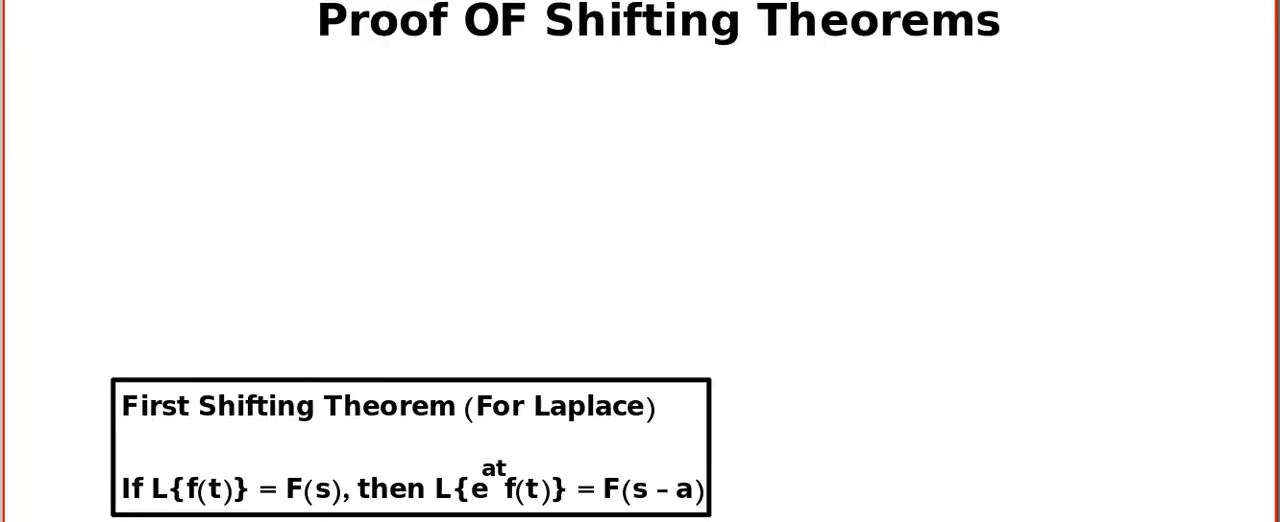 Proof OF Shifting Theorems
First Shifting Theorem (For Laplace)
If L{f(t)} = F(s), then L{e^at f(t)} = F(s – a)